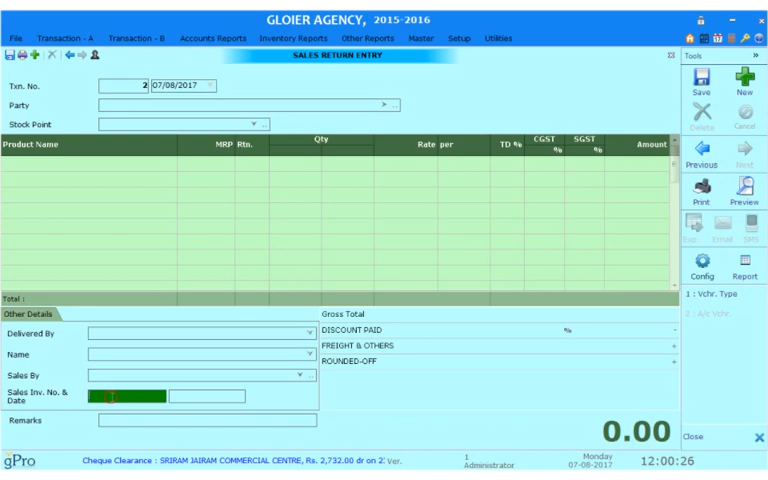 GLOIER AGENCY, 2015-2016
File Transaction - A Transaction - B Accounts Reports Inventory Reports Other Reports Master Setup Utilities
SALES RETURN ENTRY
Tools »
Txn. No. 2 07/08/2017
Party
Stock Point
Save New
Delete Cancel
Previous Next
Print Preview
Exp Email SMS
Config Report
1 : Vchr. Type
2 : A/c Vchr.
Close
Product Name MRP Rtn. Qty Rate per TD % CGST % SGST % Amount
Total :
Other Details
Delivered By
Name
Sales By
Sales Inv. No. & Date
Remarks
Gross Total
DISCOUNT PAID % -
FREIGHT & OTHERS +
ROUNDED-OFF +
0.00
gPro Cheque Clearance : SRIRAM JAIRAM COMMERCIAL CENTRE, Rs. 2,732.00 dr on 2 Ver. 1 Administrator Monday 07-08-2017 12:00:26